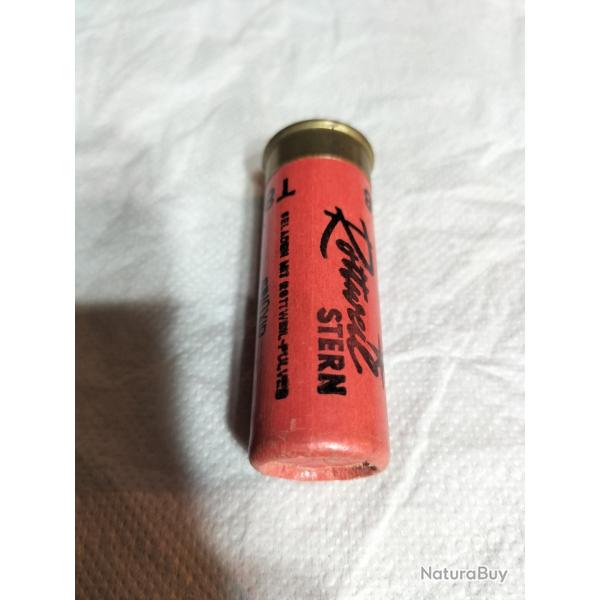 Rottweil
STERN
T
GELADEN MIT ROTTWEIL-PULVER
NaturaBuy